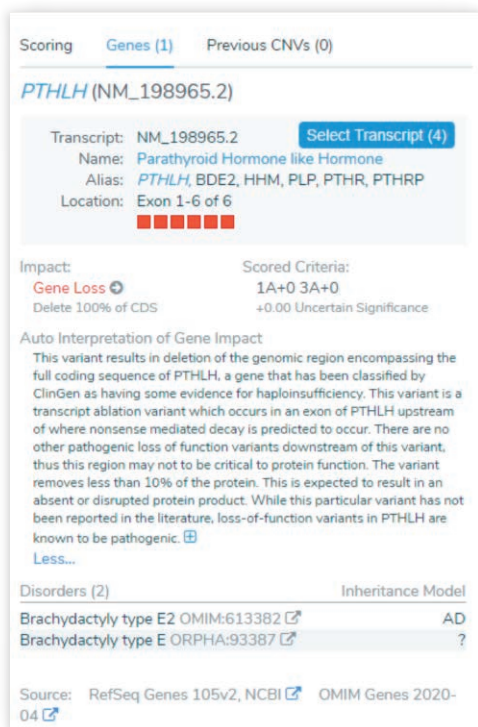 Scoring Genes (1) Previous CNVs (0)
PTHLH (NM_198965.2)
Transcript: NM_198965.2 Select Transcript (4)
Name: Parathyroid Hormone like Hormone
Alias: PTHLH, BDE2, HHM, PLP, PTHR, PTHRP
Location: Exon 1-6 of 6
Impact: Scored Criteria:
Gene Loss 1A+0 3A+0
Delete 100% of CDS +0.00 Uncertain Significance
Auto Interpretation of Gene Impact
This variant results in deletion of the genomic region encompassing the
full coding sequence of PTHLH, a gene that has been classified by
ClinGen as having some evidence for haploinsufficiency. This variant is a
transcript ablation variant which occurs in an exon of PTHLH upstream
of where nonsense mediated decay is predicted to occur. There are no
other pathogenic loss of function variants downstream of this variant,
thus this region may not to be critical to protein function. The variant
removes less than 10% of the protein. This is expected to result in an
absent or disrupted protein product. While this particular variant has not
been reported in the literature, loss-of-function variants in PTHLH are
known to be pathogenic.
Less...
Disorders (2) Inheritance Model
Brachydactyly type E2 OMIM:613382 AD
Brachydactyly type E ORPHA:93387 ?
Source: RefSeq Genes 105v2, NCBI OMIM Genes 2020-
04